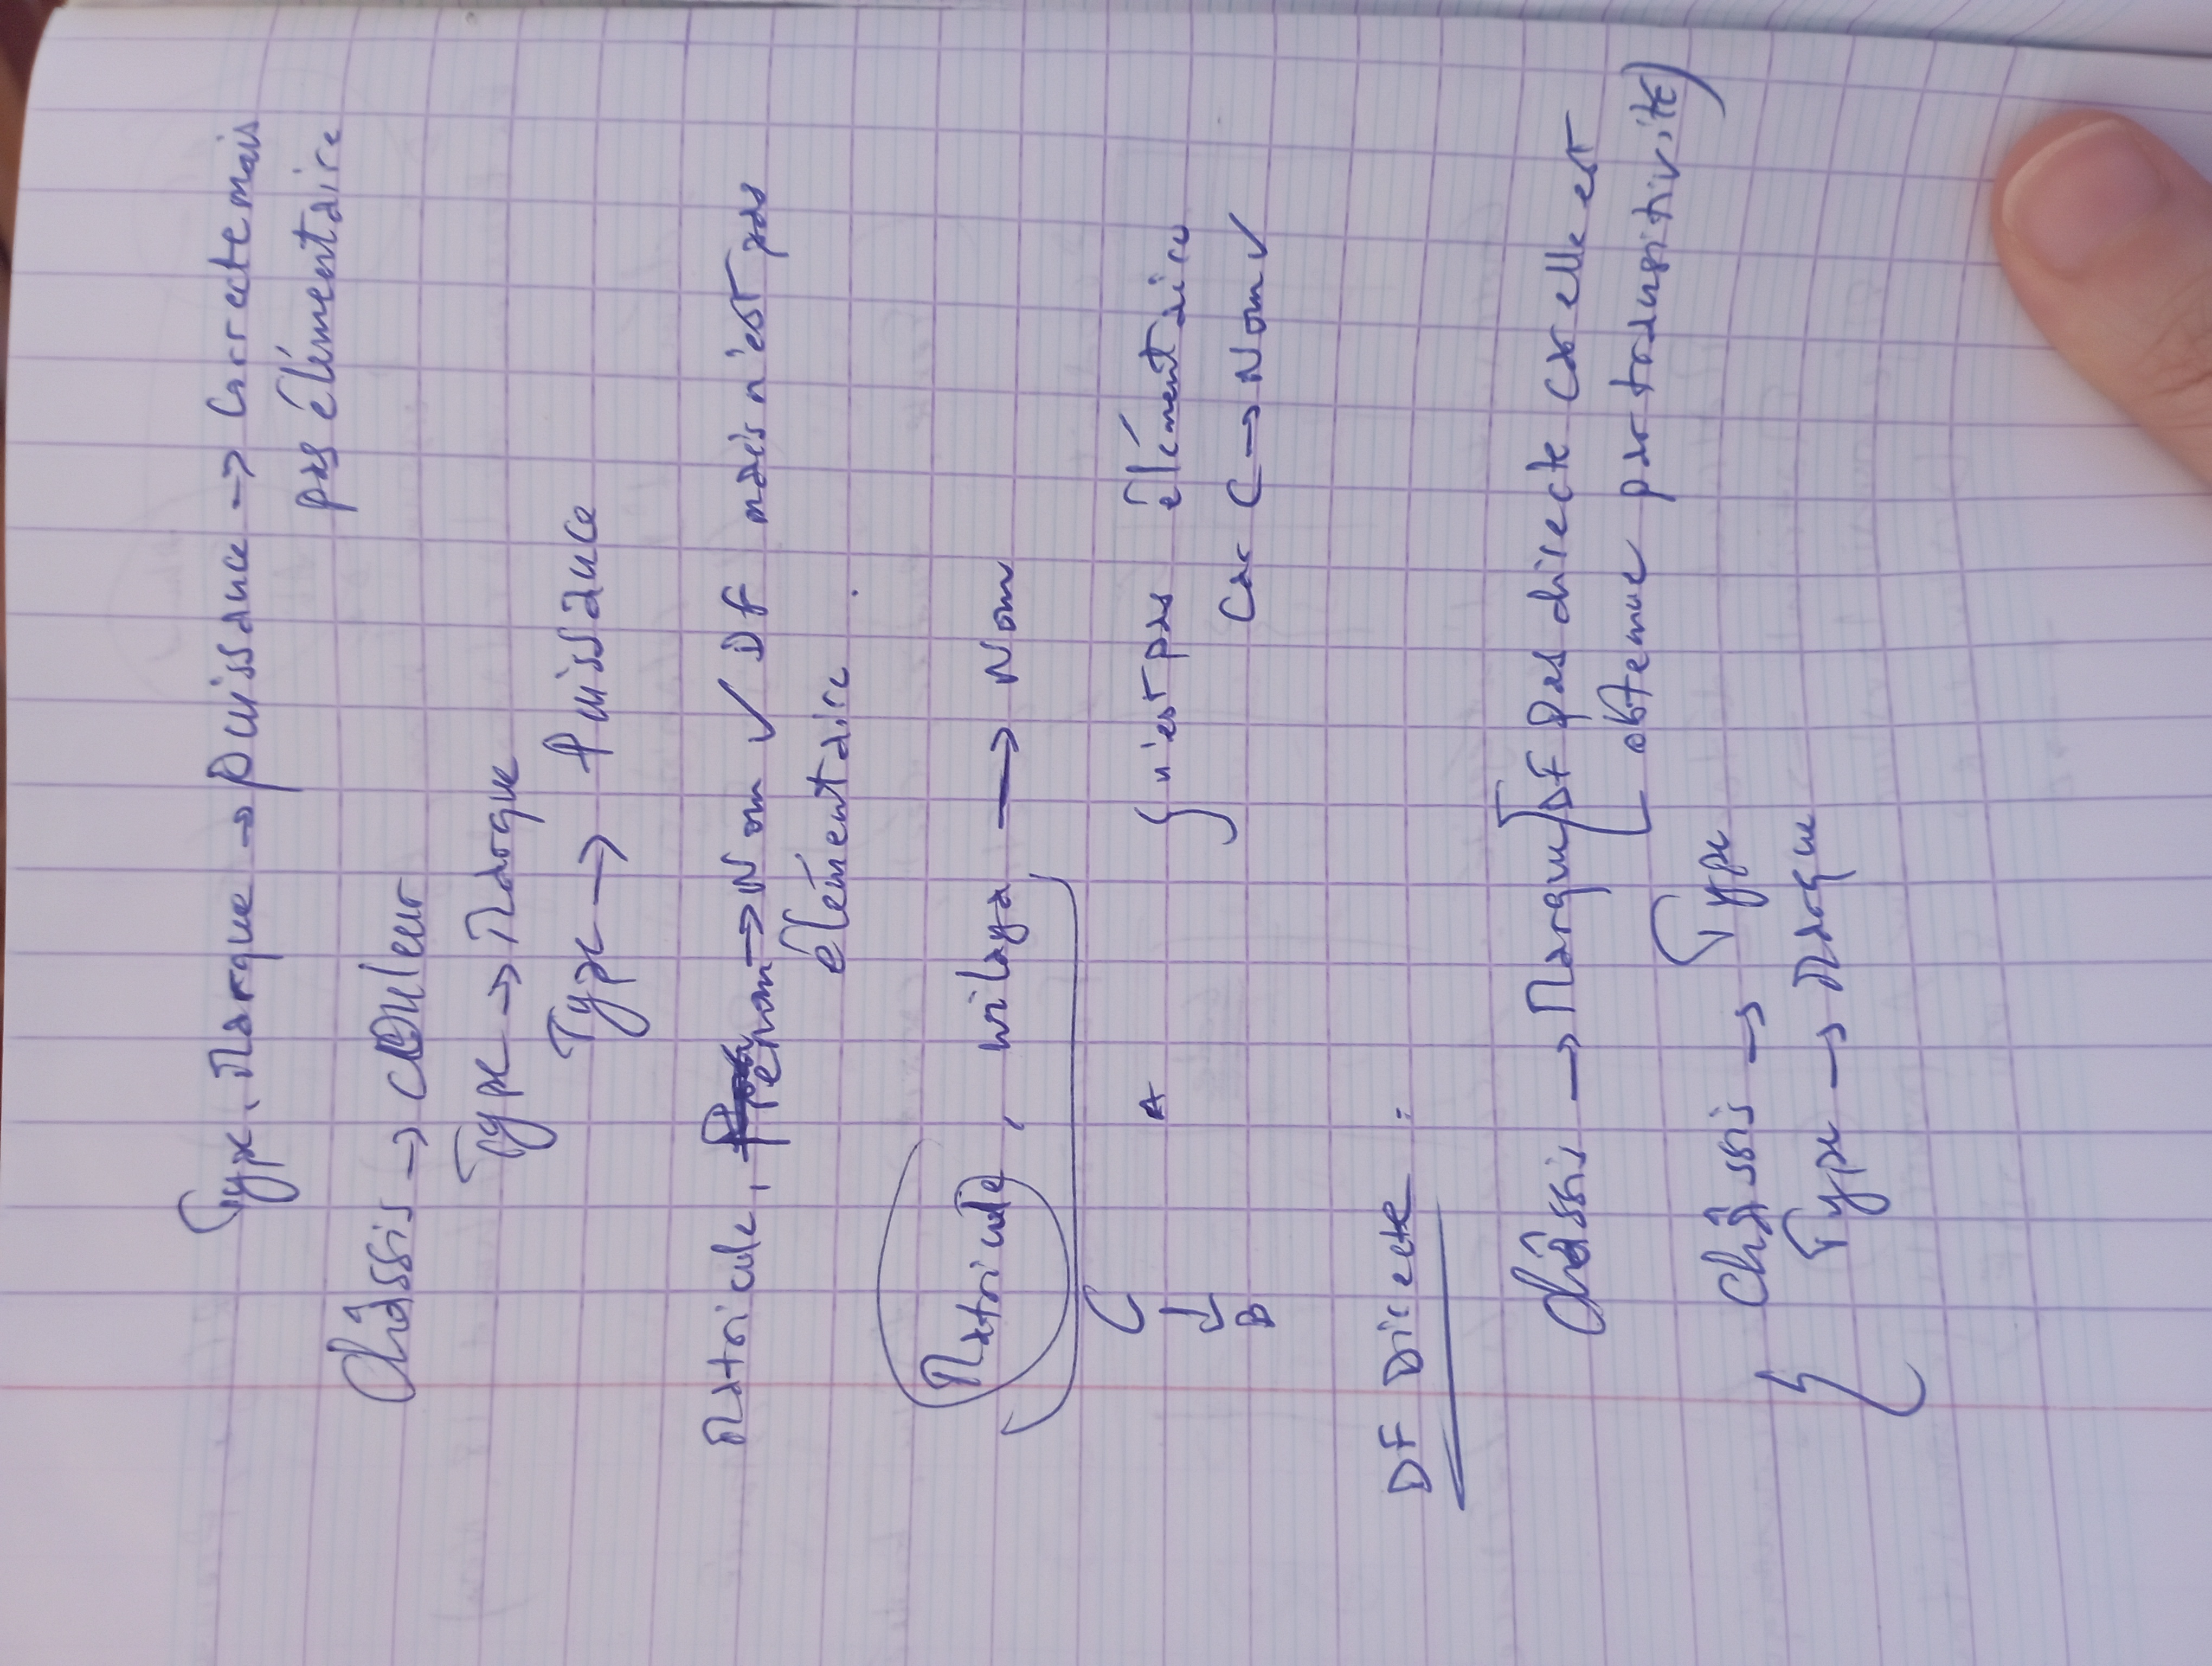 Type, Marque → puissance → Correcte mais
pas élémentaire
Châssis → couleur
Type → Marque
Type → Puissance
Matricule, Prénom → Nom ✓ DF mais n'est pas
élémentaire.
Matricule, wilaya → Nom
C A { n'est pas élémentaire
↓
B car C → Nom ✓
DF Directe :
châssis → Marque [DF pas directe car elle est
obtenue par transitivité)
{ châssis → Type
Type → Marque